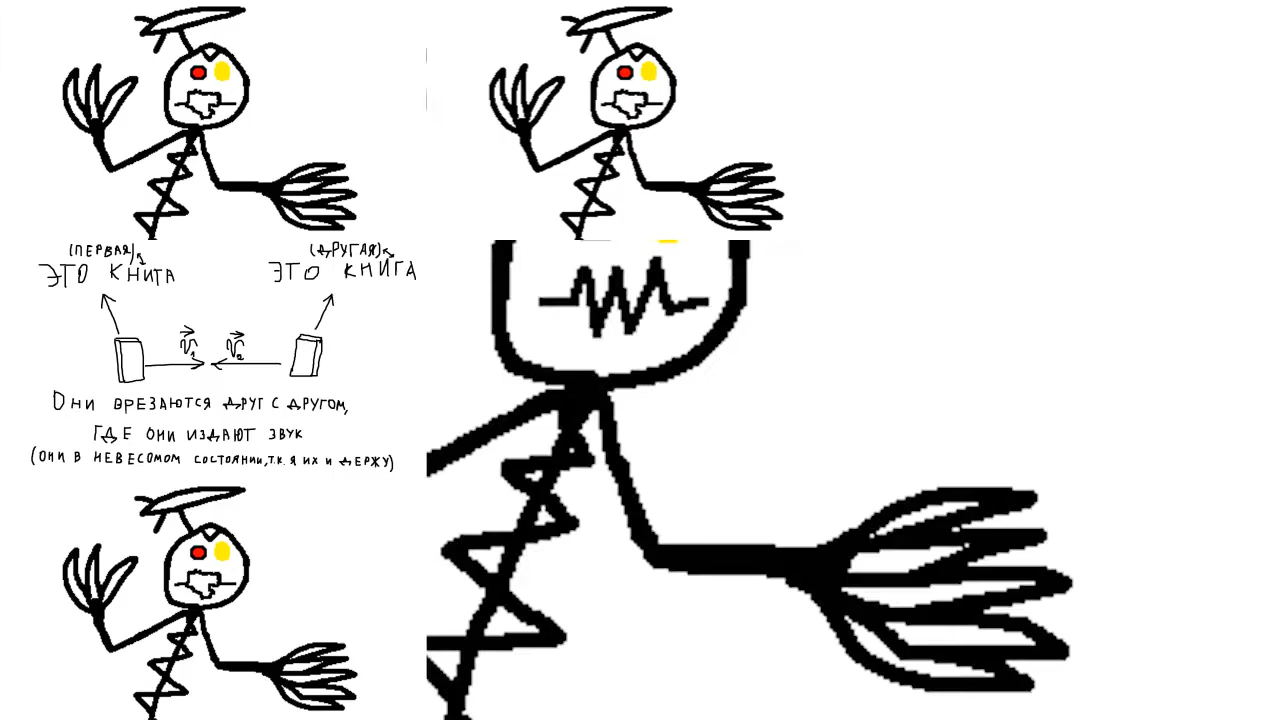 (ПЕРВАЯ) (ДРУГАЯ)
ЭТО КНИГА ЭТО КНИГА
V₁ V₂
ОНИ ВРЕЗАЮТСЯ ДРУГ С ДРУГОМ,
ГДЕ ОНИ ИЗДАЮТ ЗВУК
(ОНИ В НЕВЕСОМОМ СОСТОЯНИИ, Т.К. Я ИХ И ДЕРЖУ)